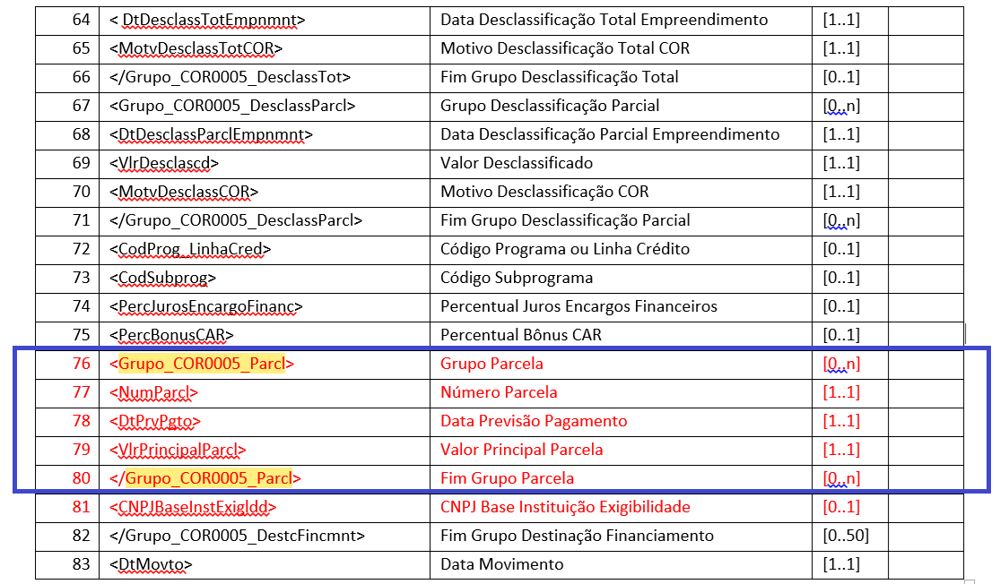 64 < DtDesclassTotEmpnmnt> Data Desclassificação Total Empreendimento [1..1]
65 <MotvDesclassTotCOR> Motivo Desclassificação Total COR [1..1]
66 </Grupo_COR0005_DesclassTot> Fim Grupo Desclassificação Total [0..1]
67 <Grupo_COR0005_DesclassParcl> Grupo Desclassificação Parcial [0..n]
68 <DtDesclassParclEmpnmnt> Data Desclassificação Parcial Empreendimento [1..1]
69 <VlrDesclascd> Valor Desclassificado [1..1]
70 <MotvDesclassCOR> Motivo Desclassificação COR [1..1]
71 </Grupo_COR0005_DesclassParcl> Fim Grupo Desclassificação Parcial [0..n]
72 <CodProg_LinhaCred> Código Programa ou Linha Crédito [0..1]
73 <CodSubprog> Código Subprograma [0..1]
74 <PercJurosEncargoFinanc> Percentual Juros Encargos Financeiros [0..1]
75 <PercBonusCAR> Percentual Bônus CAR [0..1]
76 <Grupo_COR0005_Parcl> Grupo Parcela [0..n]
77 <NumParcl> Número Parcela [1..1]
78 <DtPrvPgto> Data Previsão Pagamento [1..1]
79 <VlrPrincipalParcl> Valor Principal Parcela [1..1]
80 </Grupo_COR0005_Parcl> Fim Grupo Parcela [0..n]
81 <CNPJBaseInstExigldd> CNPJ Base Instituição Exigibilidade [0..1]
82 </Grupo_COR0005_DestcFincmnt> Fim Grupo Destinação Financiamento [0..50]
83 <DtMovto> Data Movimento [1..1]